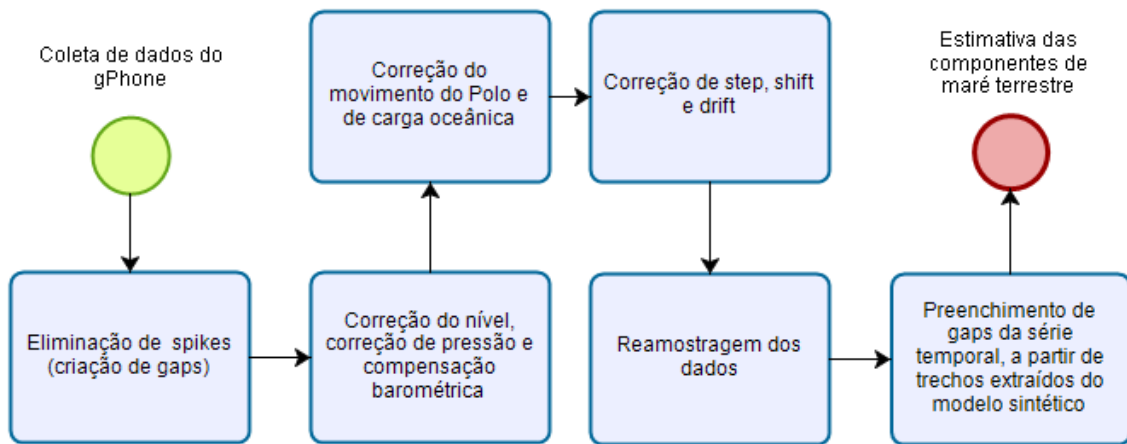 Coleta de dados do
gPhone
Eliminação de spikes
(criação de gaps)
Correção do nível,
correção de pressão e
compensação
barométrica
Correção do
movimento do Polo e
de carga oceânica
Correção de step, shift
e drift
Reamostragem dos
dados
Preenchimento de
gaps da série
temporal, a partir de
trechos extraídos do
modelo sintético
Estimativa das
componentes de
maré terrestre